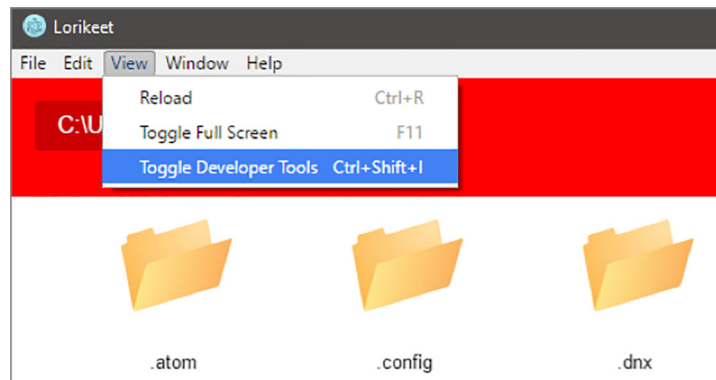 Lorikeet
File Edit View Window Help
Reload Ctrl+R
C:\U
Toggle Full Screen F11
Toggle Developer Tools Ctrl+Shift+I
.atom .config .dnx